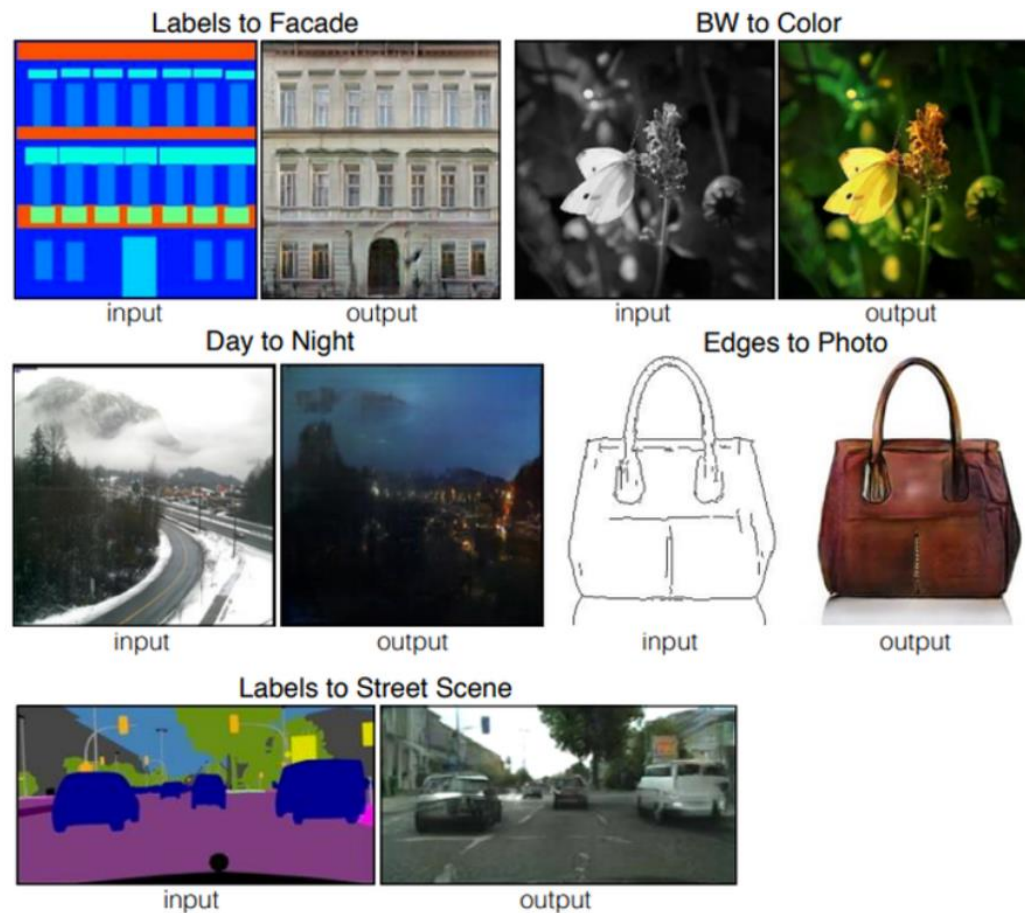 Labels to Facade
BW to Color
input
output
input
output
Day to Night
Edges to Photo
input
output
input
output
Labels to Street Scene
input
output